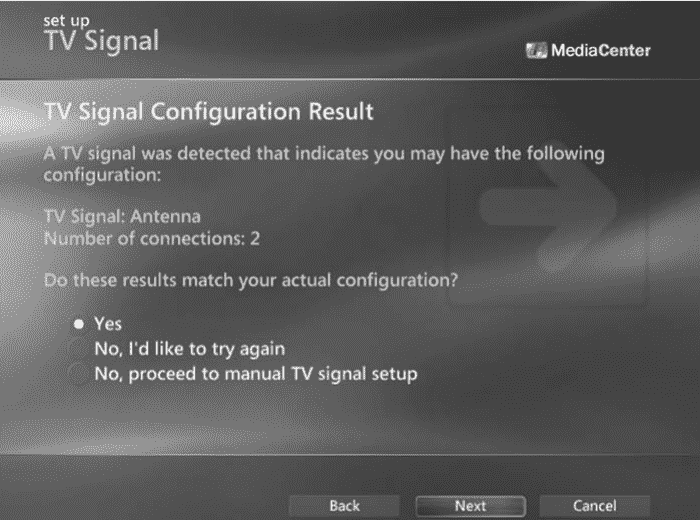 set up
TV Signal
MediaCenter
TV Signal Configuration Result
A TV signal was detected that indicates you may have the following
configuration:
TV Signal: Antenna
Number of connections: 2
Do these results match your actual configuration?
Yes
No, I'd like to try again
No, proceed to manual TV signal setup
Back Next Cancel